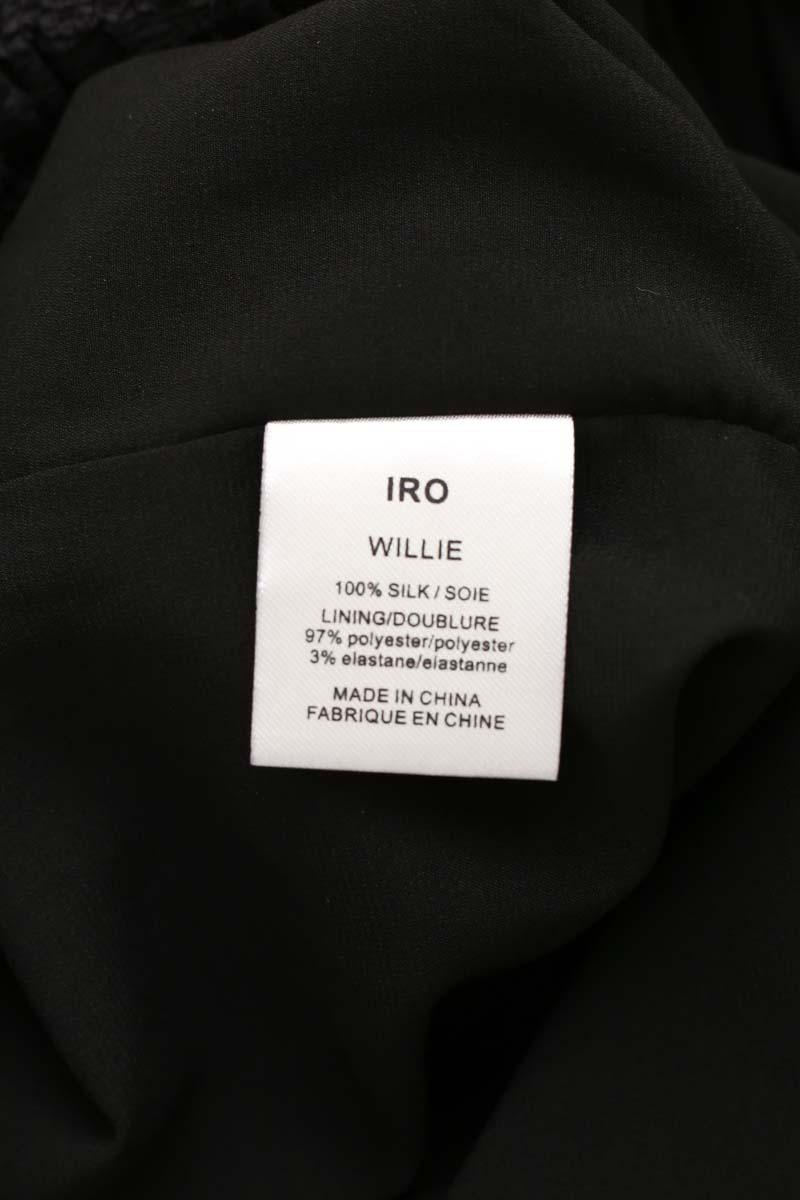 IRO
WILLIE
100% SILK / SOIE
LINING/DOUBLURE
97% polyester/polyester
3% elastane/elastanne
MADE IN CHINA
FABRIQUE EN CHINE